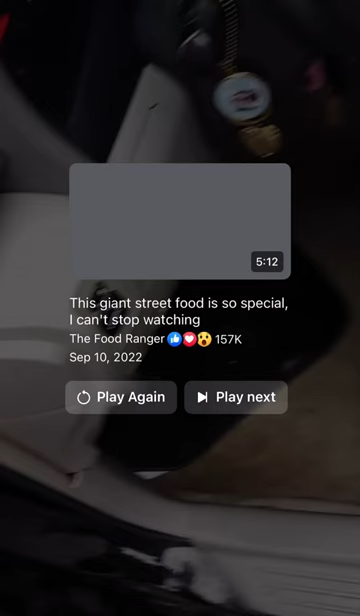 5:12
This giant street food is so special,
I can't stop watching
The Food Ranger 157K
Sep 10, 2022
Play Again
Play next